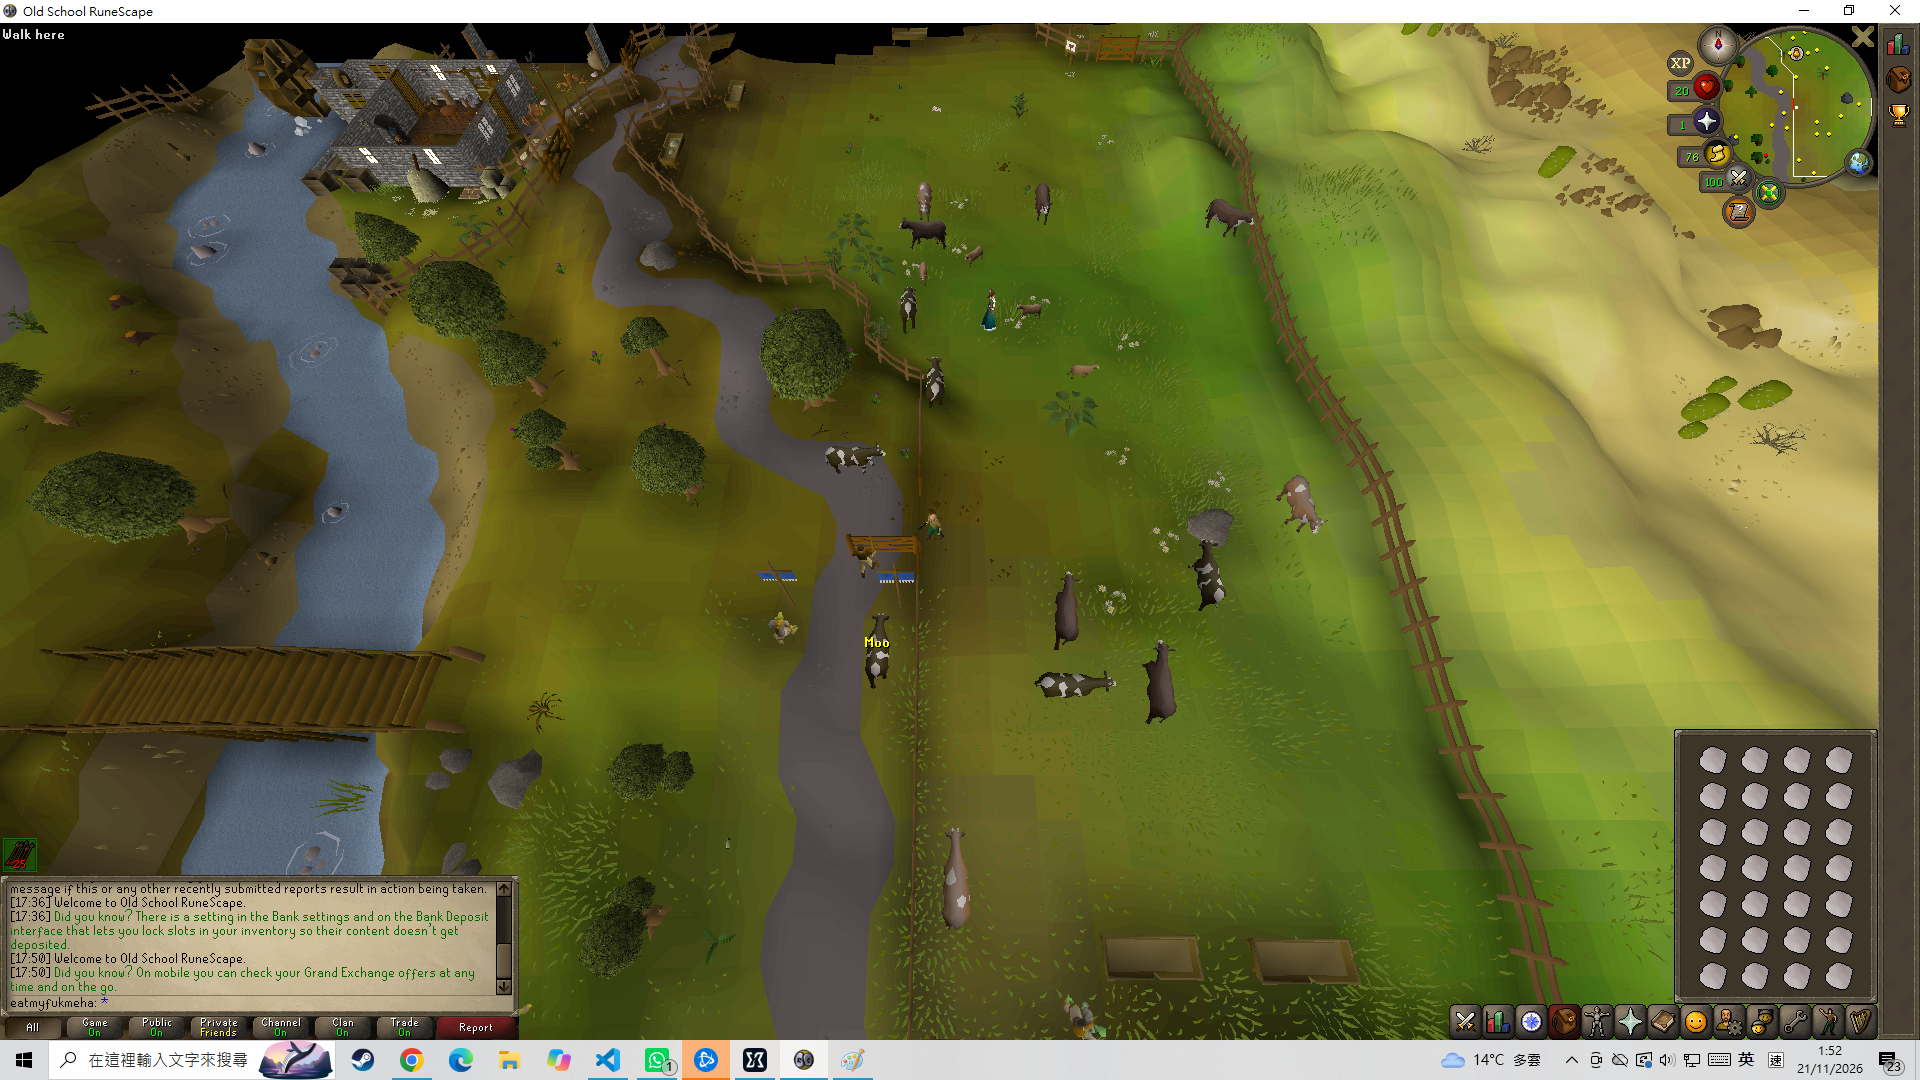 Old School RuneScape
Walk here
N
XP
20
1
76
100
Moo
25
message if this or any other recently submitted reports result in action being taken.
[17:36] Welcome to Old School RuneScape.
[17:36] Did you know? There is a setting in the Bank settings and on the Bank Deposit
interface that lets you lock slots in your inventory so their content doesn't get
deposited.
[17:50] Welcome to Old School RuneScape.
[17:50] Did you know? On mobile you can check your Grand Exchange offers at any
time and on the go.
eatmyfukmeha: *
All
Game
On
Public
On
Private
Friends
Channel
On
Clan
On
Trade
On
Report
在這裡輸入文字來搜尋
1
14°C 多雲
英
速
1:52
21/11/2026
23